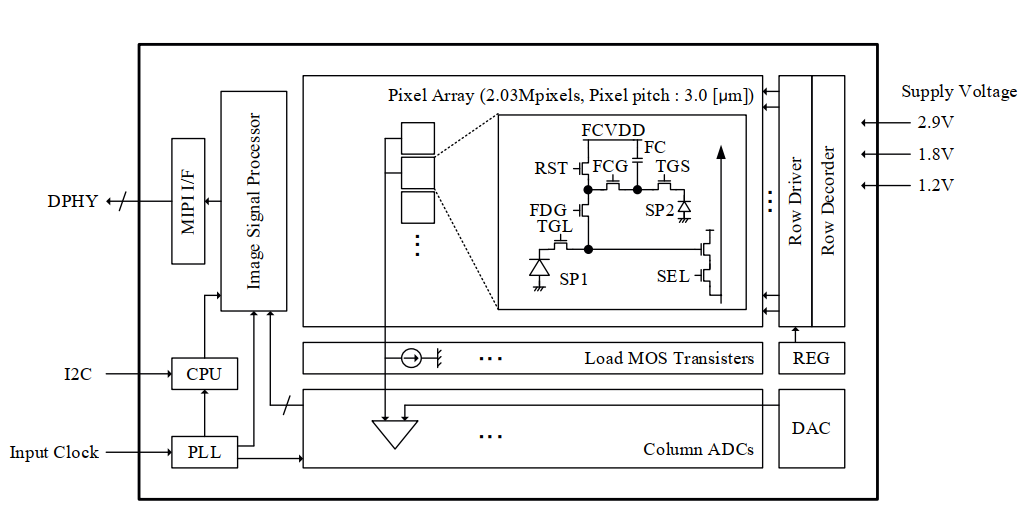 Pixel Array (2.03Mpixels, Pixel pitch : 3.0 [µm])
Supply Voltage
2.9V
1.8V
1.2V
FCVDD
FC
RST
FCG
TGS
FDG
SP2
TGL
SP1
SEL
DPHY
MIPI I/F
Image Signal Processor
Row Driver
Row Decorder
Load MOS Transisters
REG
I2C
CPU
DAC
Input Clock
PLL
Column ADCs